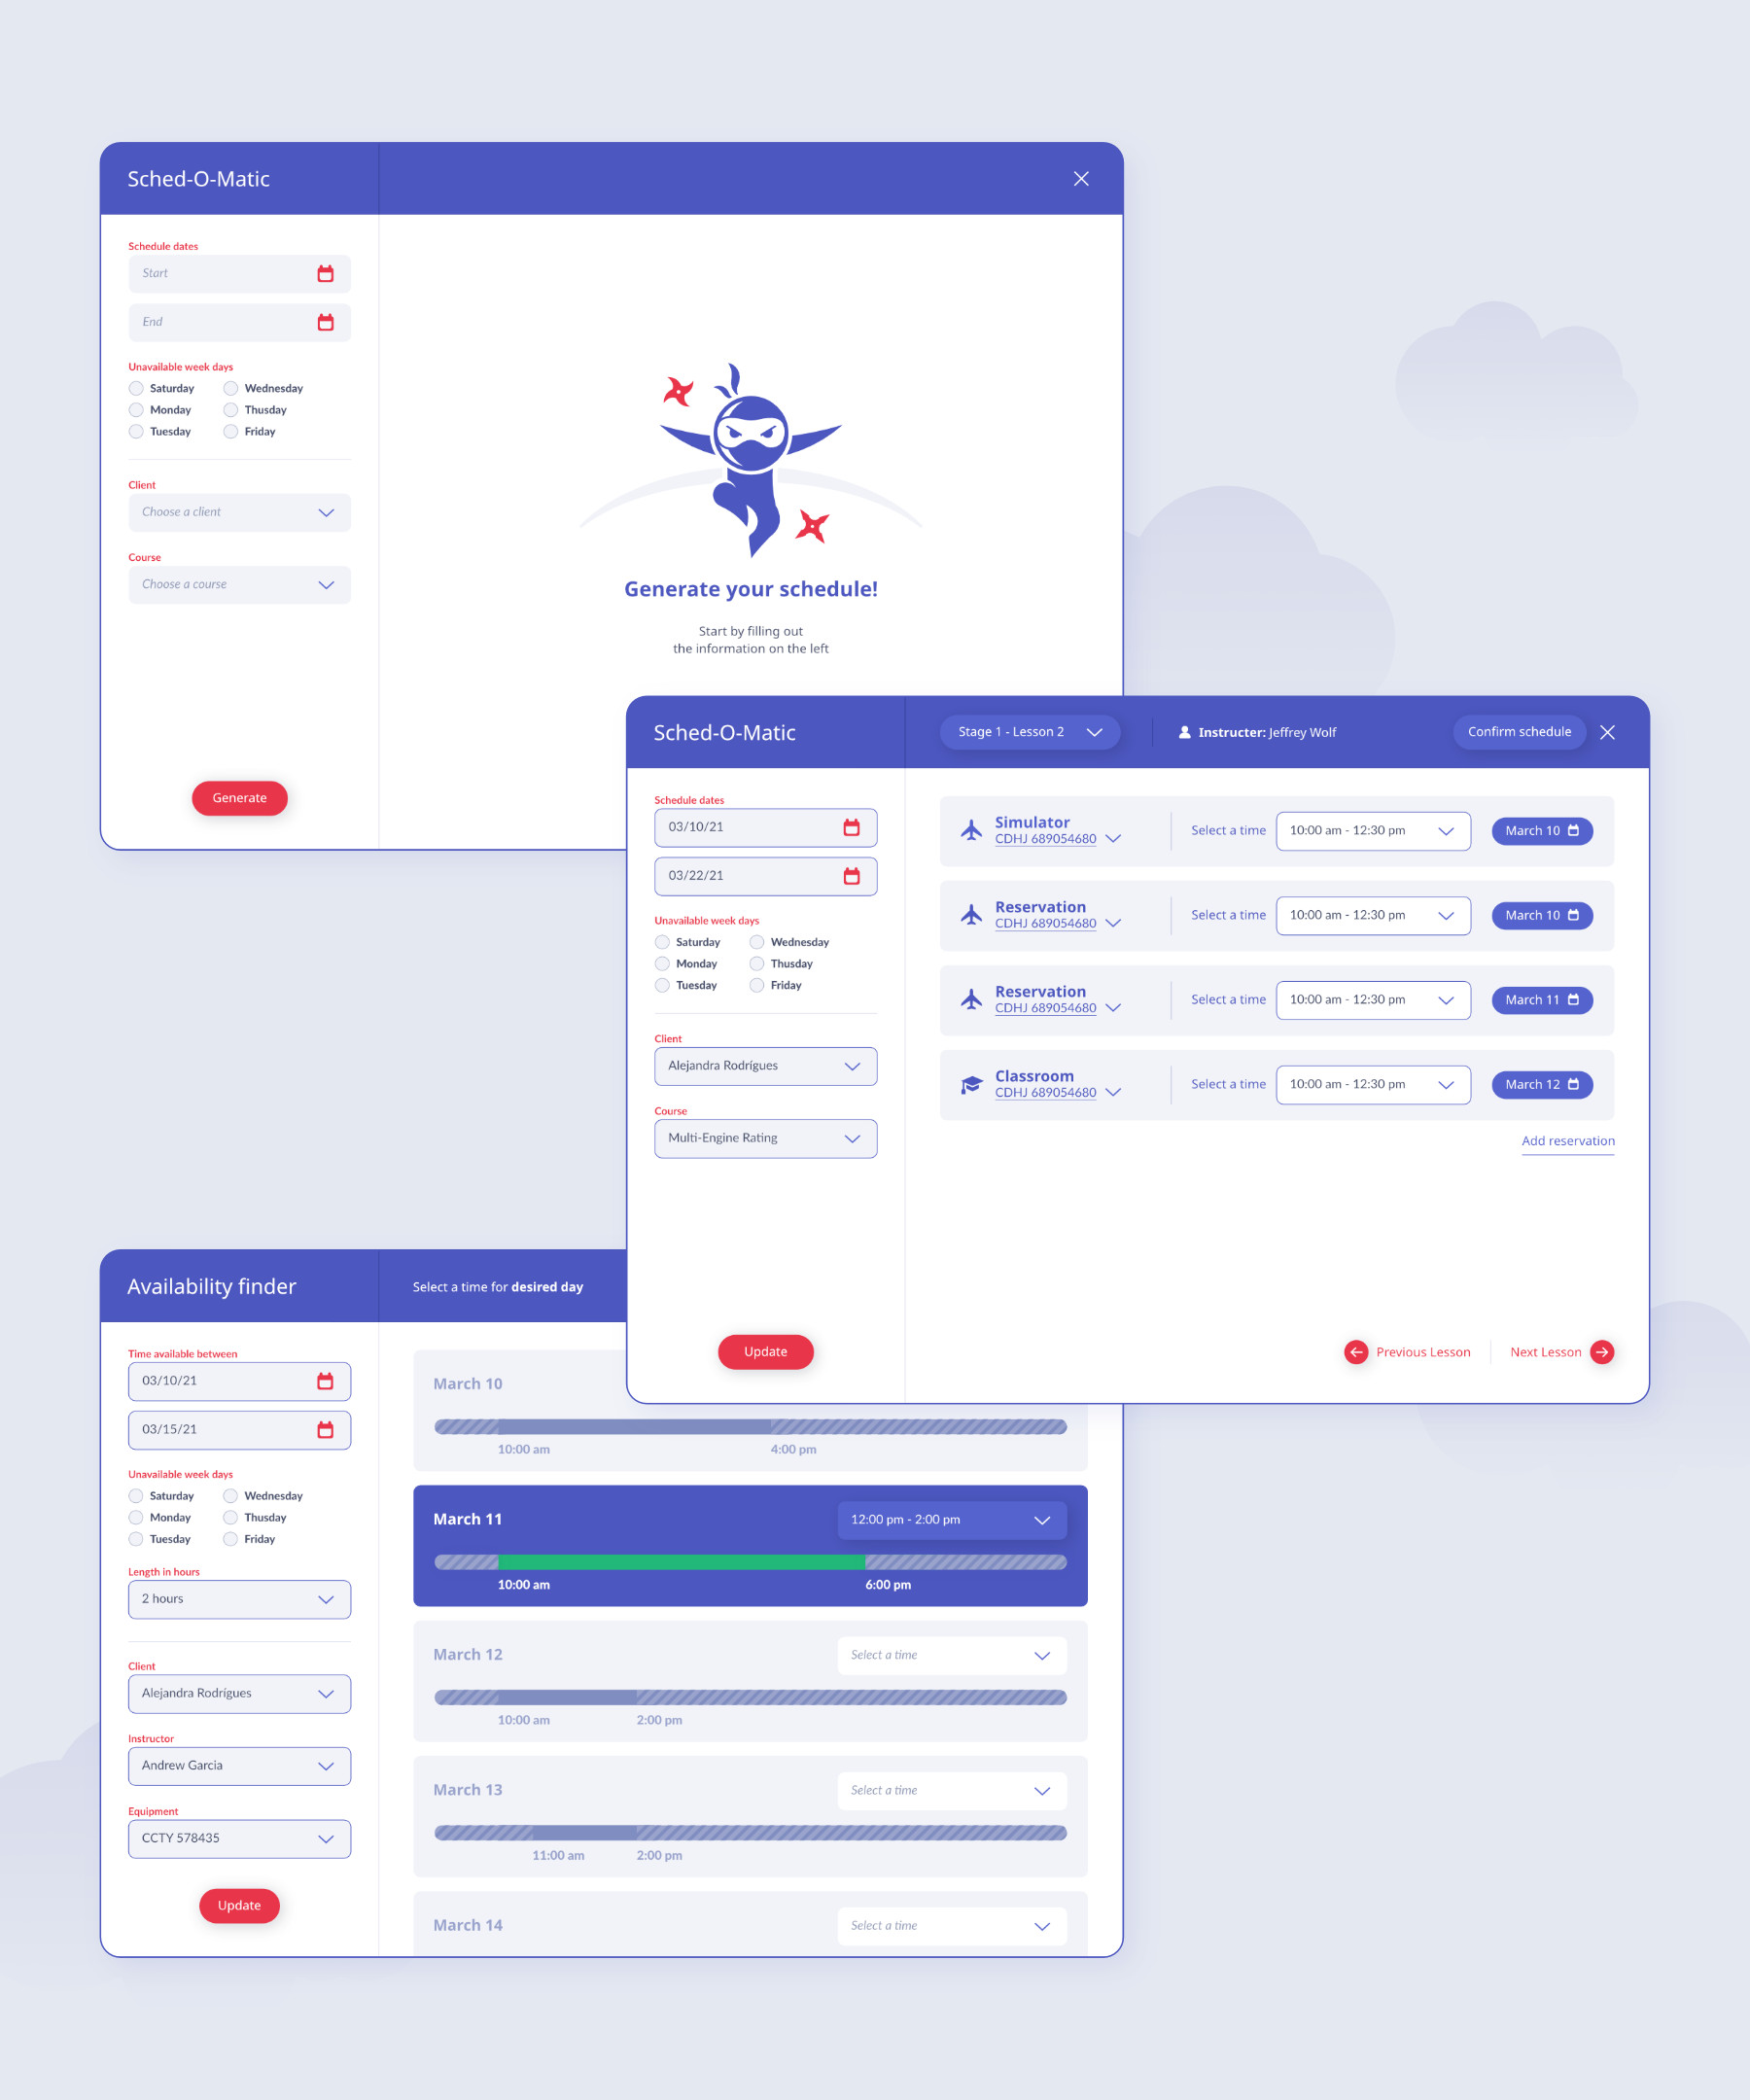 Sched-O-Matic
Schedule dates
Start
End
Unavailable week days
Saturday Wednesday
Monday Thusday
Tuesday Friday
Client
Choose a client
Course
Choose a course
Generate
Generate your schedule!
Start by filling out
the information on the left
Sched-O-Matic
Stage 1 - Lesson 2
Instructer: Jeffrey Wolf
Confirm schedule
Schedule dates
03/10/21
03/22/21
Unavailable week days
Saturday Wednesday
Monday Thusday
Tuesday Friday
Client
Alejandra Rodrígues
Course
Multi-Engine Rating
Update
Simulator
CDHJ 689054680
Select a time
10:00 am - 12:30 pm
March 10
Reservation
CDHJ 689054680
Select a time
10:00 am - 12:30 pm
March 10
Reservation
CDHJ 689054680
Select a time
10:00 am - 12:30 pm
March 11
Classroom
CDHJ 689054680
Select a time
10:00 am - 12:30 pm
March 12
Add reservation
Previous Lesson
Next Lesson
Availability finder
Select a time for desired day
Time available between
03/10/21
03/15/21
Unavailable week days
Saturday Wednesday
Monday Thusday
Tuesday Friday
Length in hours
2 hours
Client
Alejandra Rodrígues
Instructor
Andrew Garcia
Equipment
CCTY 578435
Update
March 10
10:00 am 4:00 pm
March 11
12:00 pm - 2:00 pm
10:00 am 6:00 pm
March 12
Select a time
10:00 am 2:00 pm
March 13
Select a time
11:00 am 2:00 pm
March 14
Select a time